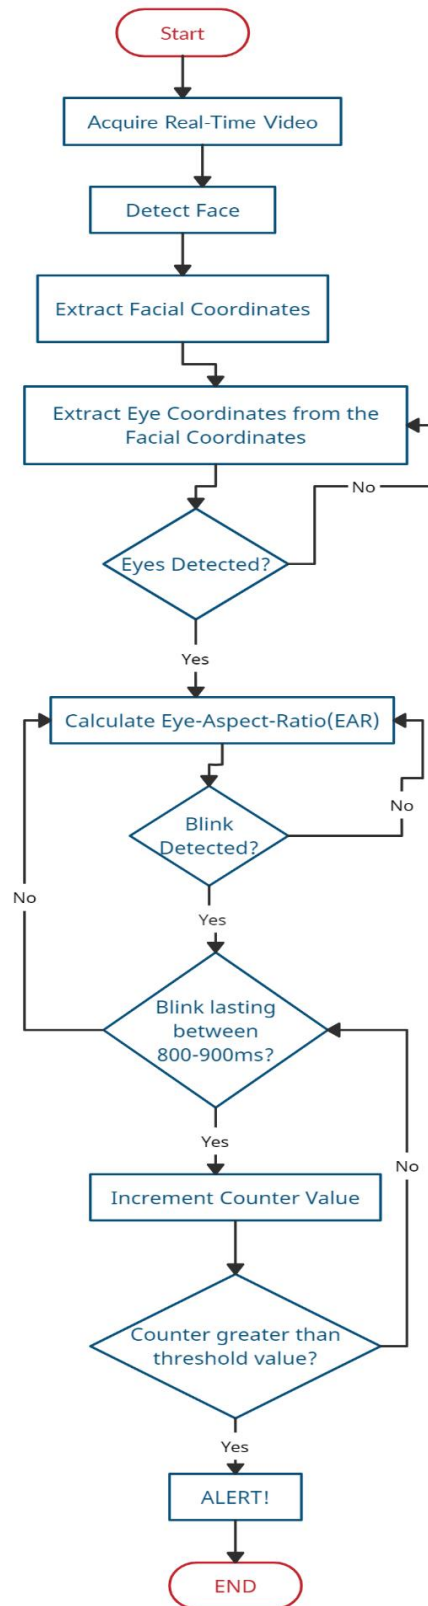 Start
Acquire Real-Time Video
Detect Face
Extract Facial Coordinates
Extract Eye Coordinates from the
Facial Coordinates
No
Eyes Detected?
Yes
Calculate Eye-Aspect-Ratio(EAR)
No
Blink
Detected?
No
Yes
Blink lasting
between
800-900ms?
Yes
No
Increment Counter Value
Counter greater than
threshold value?
Yes
ALERT!
END